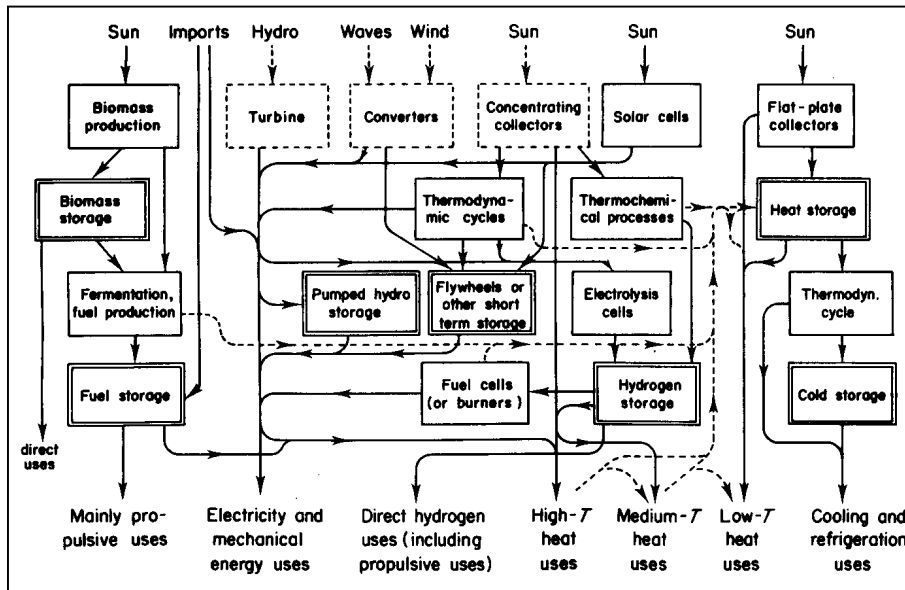 Sun Imports Hydro Waves Wind Sun Sun Sun
Biomass
production
Turbine
Converters
Concentrating
collectors
Solar cells
Flat-plate
collectors
Biomass
storage
Thermodyna-
mic cycles
Thermochemi-
cal processes
Heat storage
Fermentation,
fuel production
Pumped hydro
storage
Flywheels or
other short
term storage
Electrolysis
cells
Thermodyn.
cycle
Fuel storage
Fuel cells
(or burners)
Hydrogen
storage
Cold storage
direct
uses
Mainly pro-
pulsive uses
Electricity and
mechanical
energy uses
Direct hydrogen
uses (including
propulsive uses)
High-T
heat
uses
Medium-T
heat
uses
Low-T
heat
uses
Cooling and
refrigeration
uses